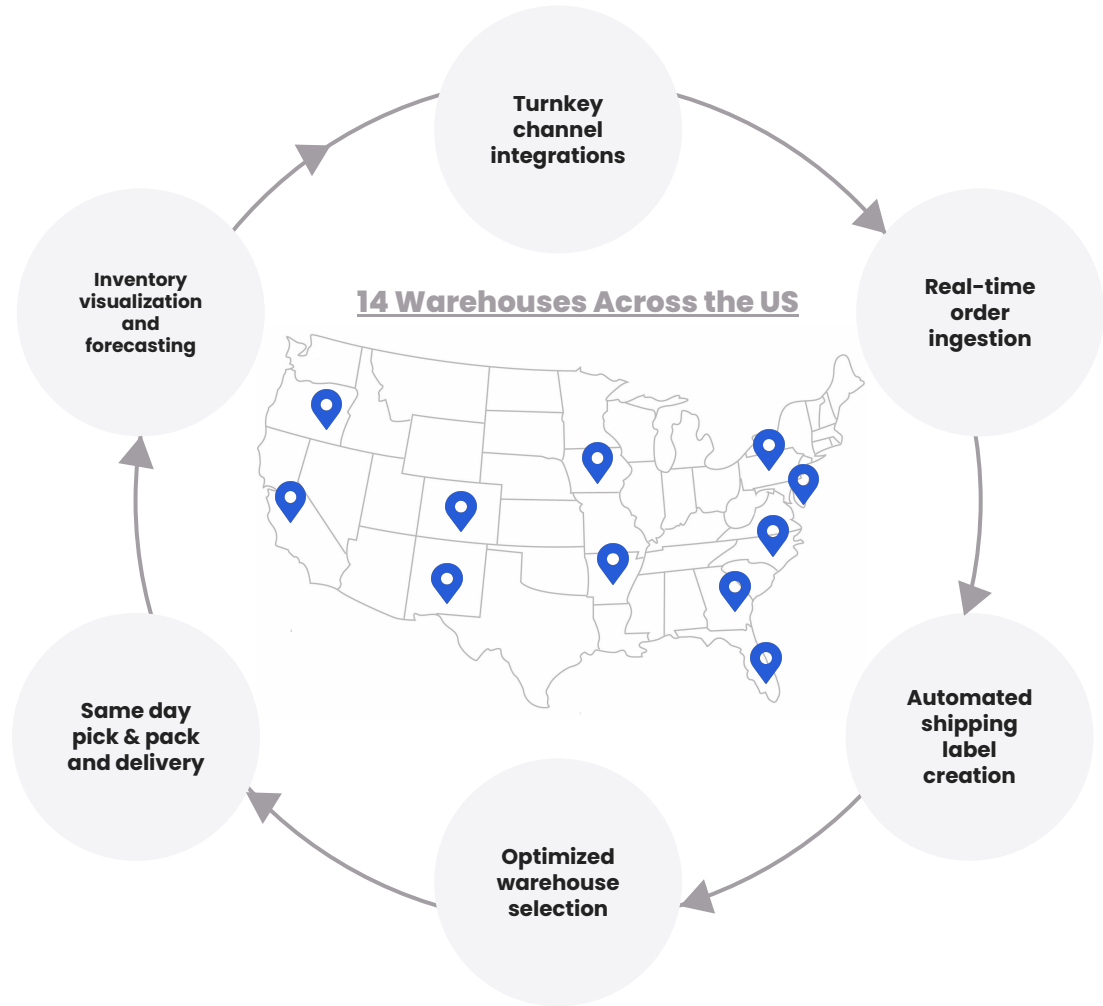 Turnkey
channel
integrations
Real-time
order
ingestion
Automated
shipping
label
creation
Optimized
warehouse
selection
Same day
pick & pack
and delivery
Inventory
visualization
and
forecasting
14 Warehouses Across the US